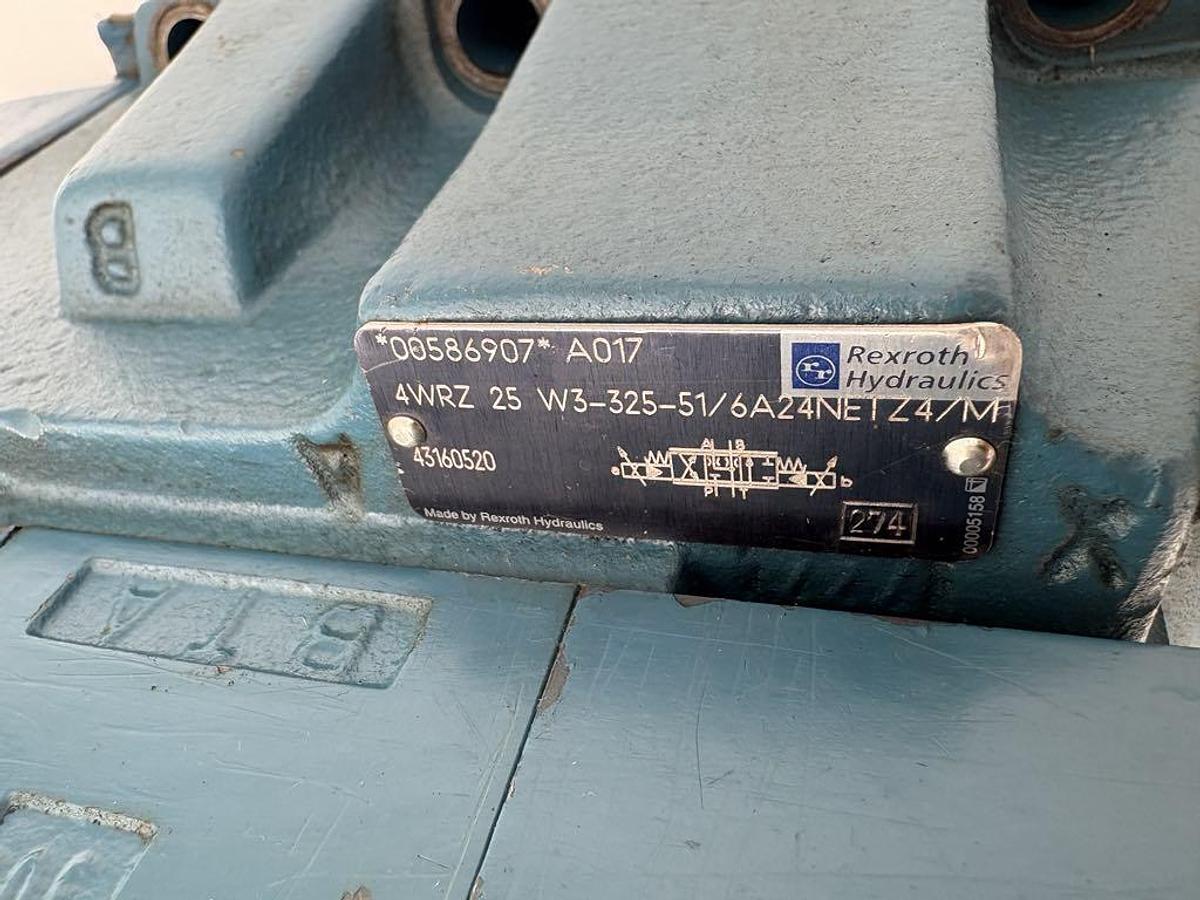 B
*00586907* A017
Rexroth
Hydraulics
4WRZ 25 W3-325-51/6A24NETZ4/M
43160520
A B
a b
P T
Made by Rexroth Hydraulics
274
00005158
X
B T A